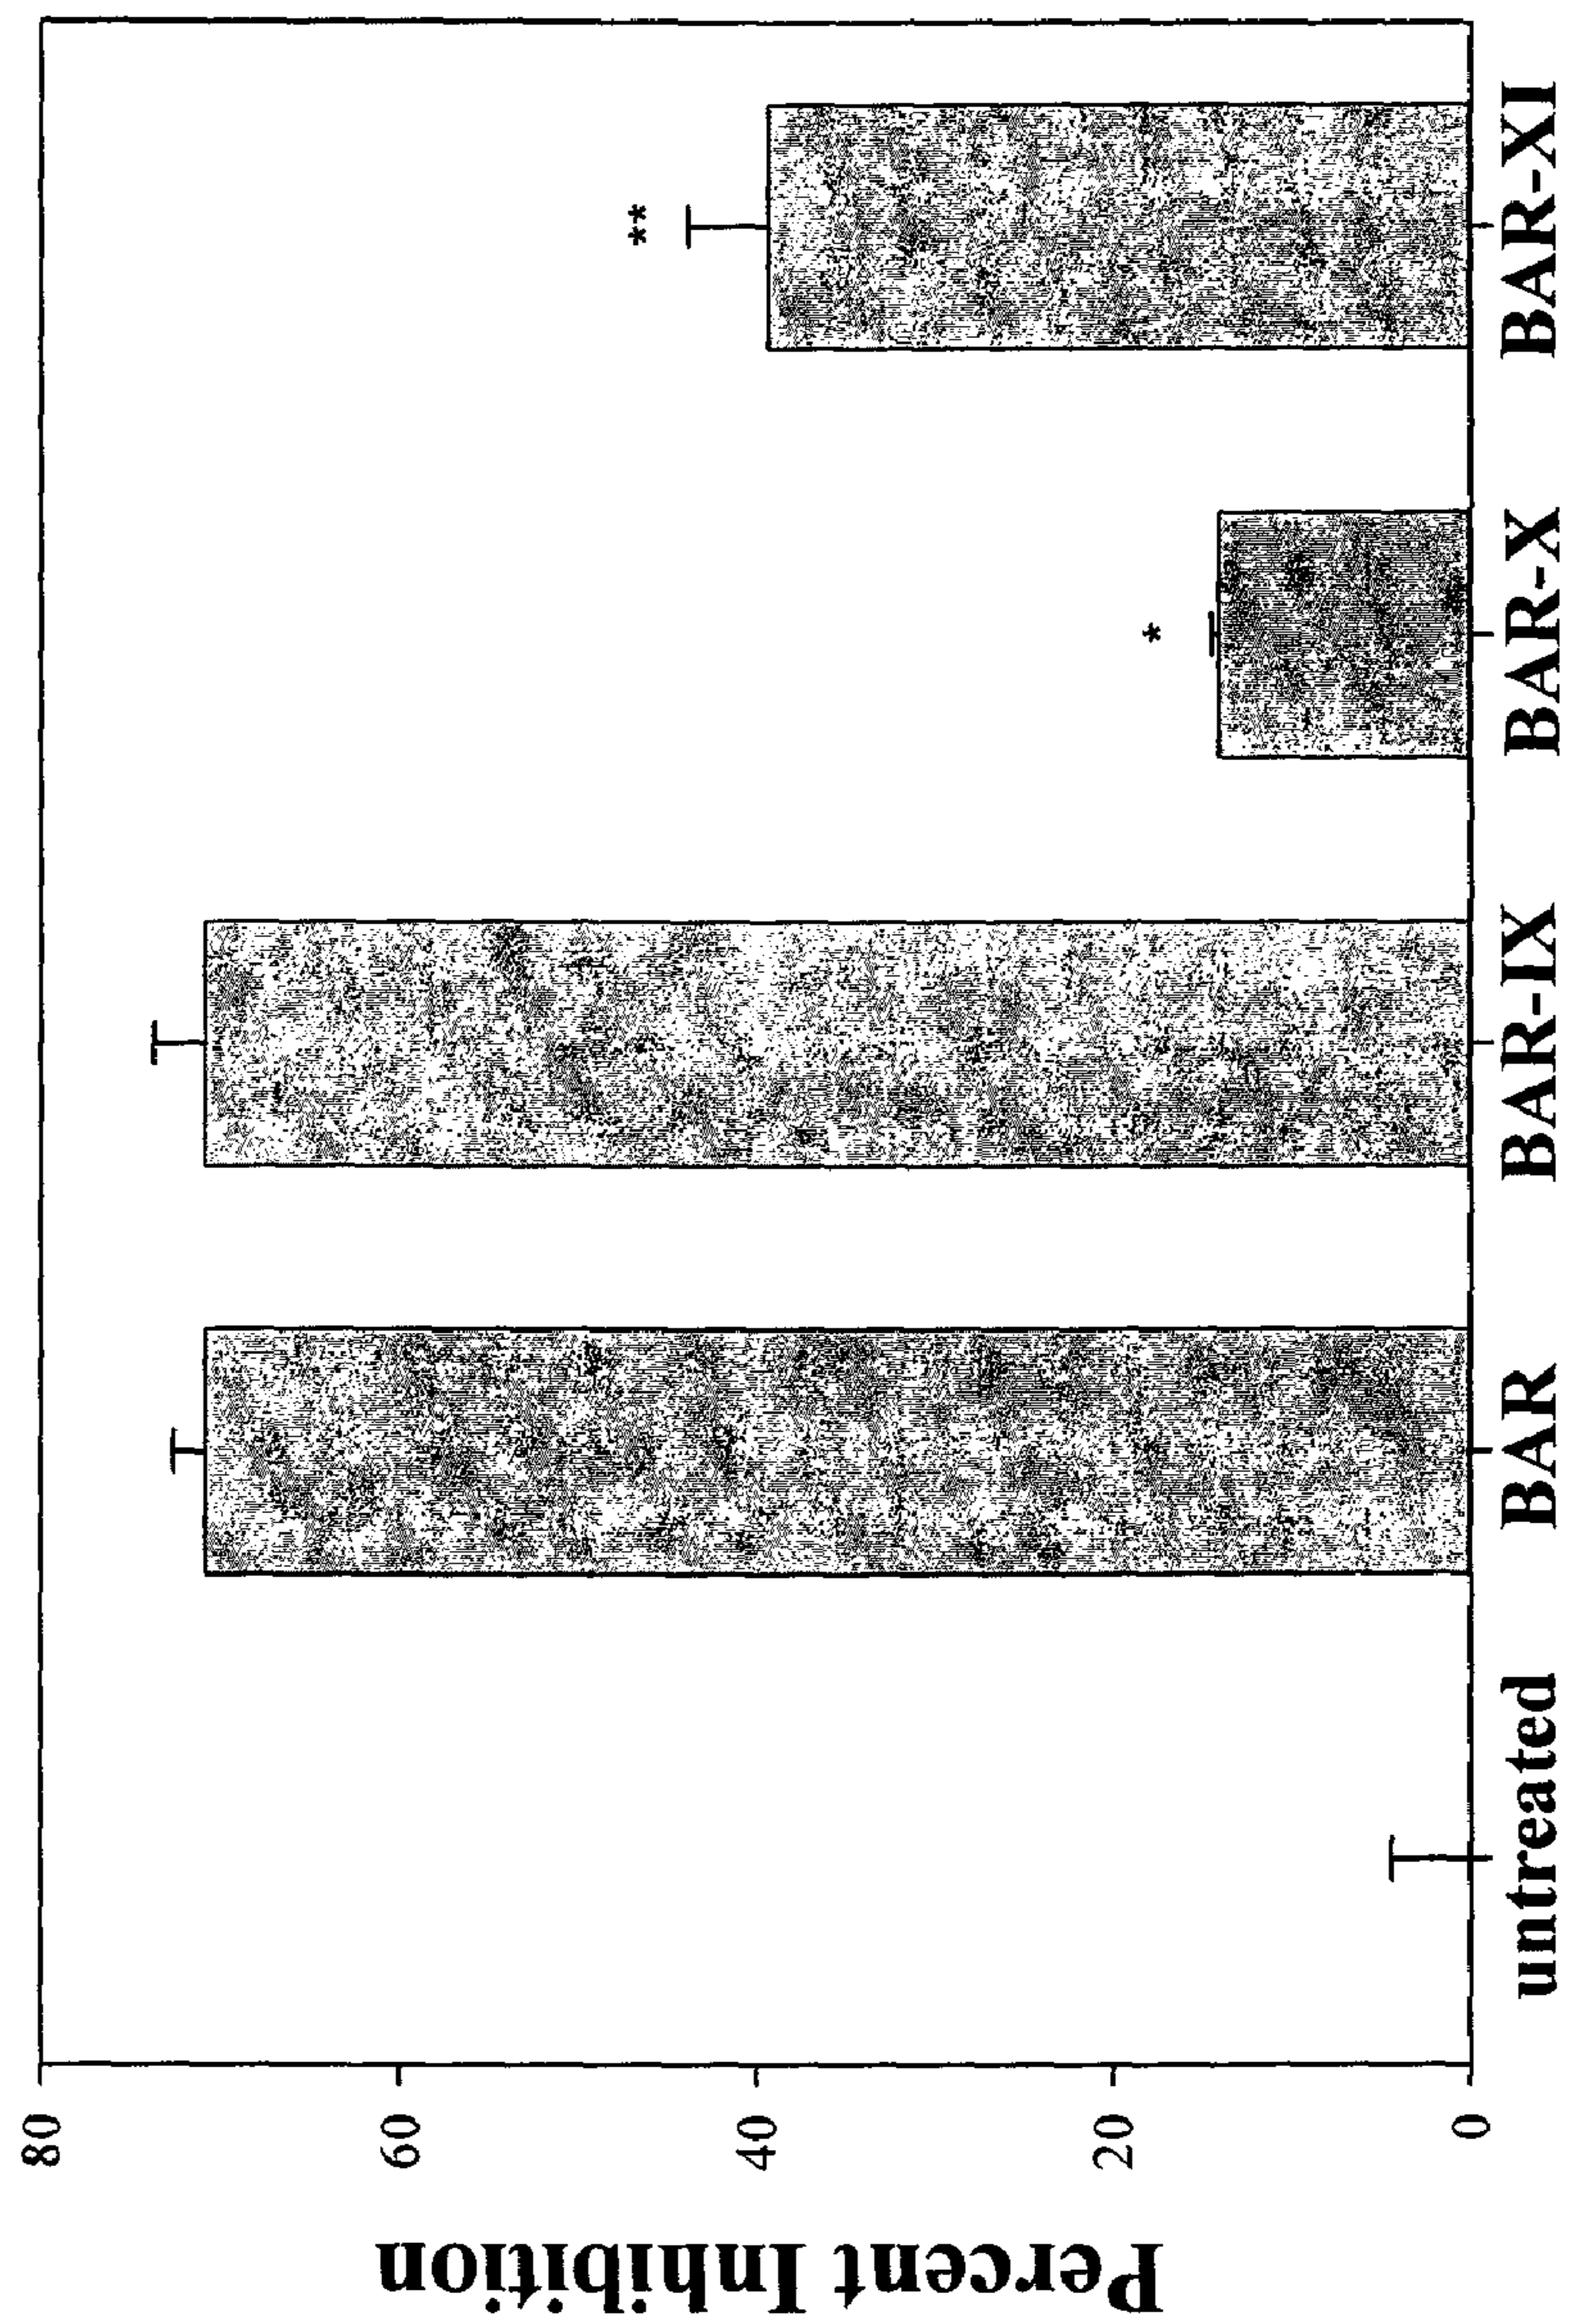 Percent Inhibition
80
60
40
20
0
untreated
BAR
BAR-IX
BAR-X
BAR-XI
*
**